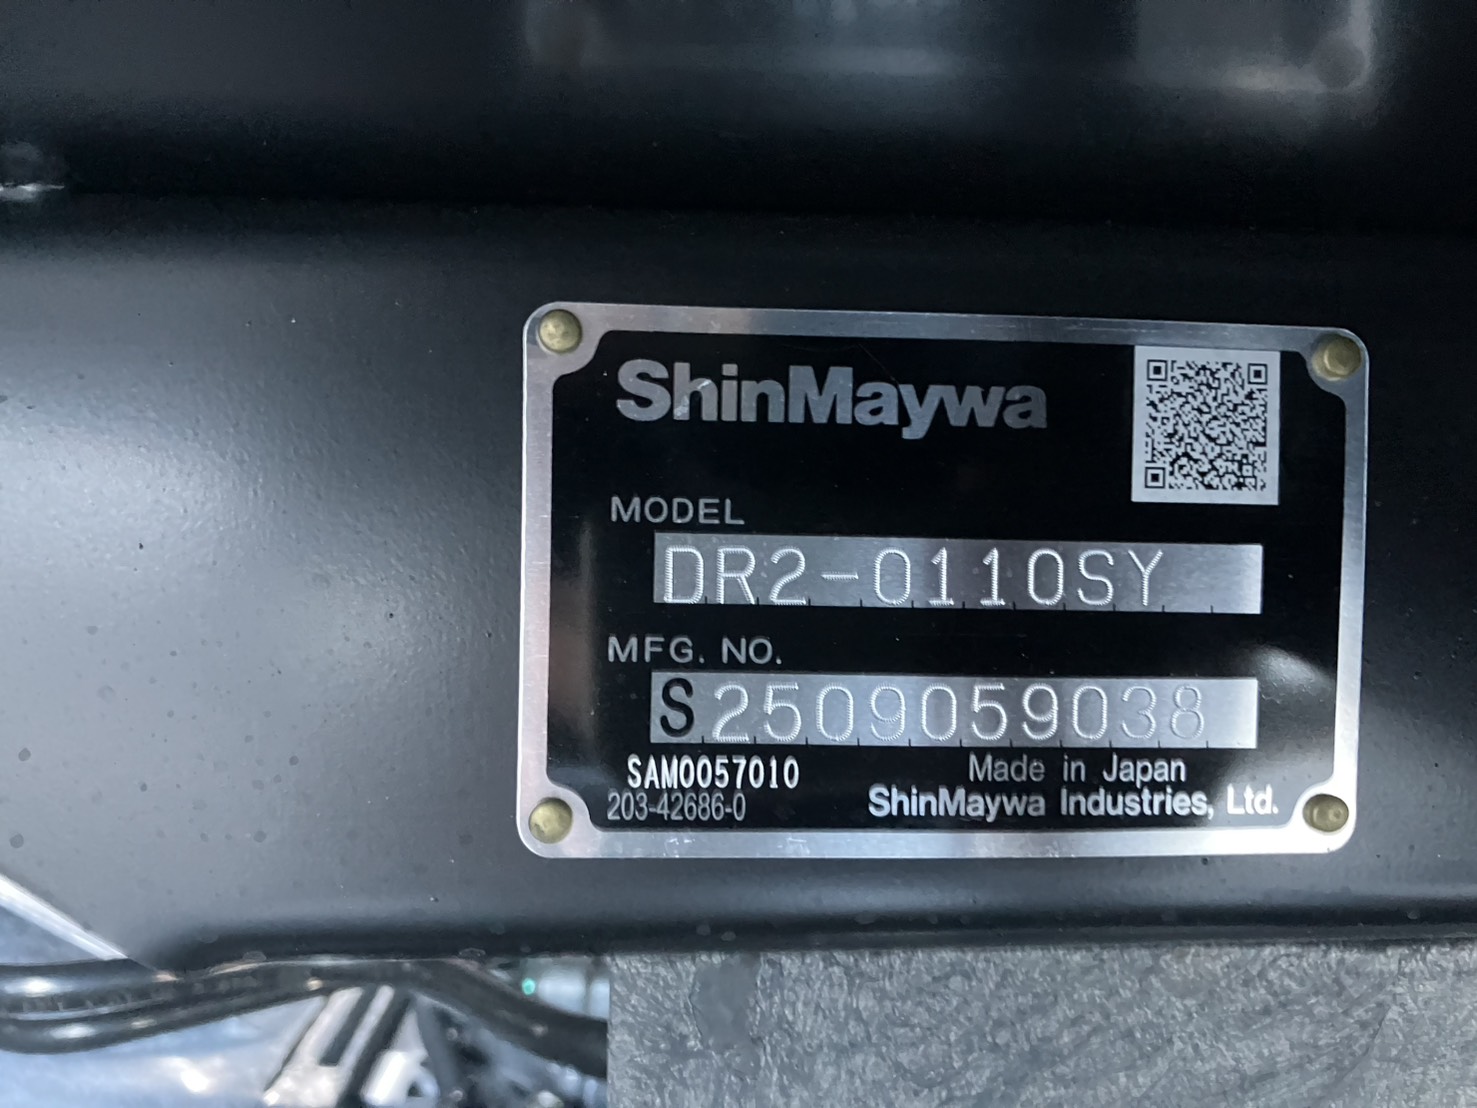 ShinMaywa
MODEL
DR2-0110SY
MFG. NO.
S2509059038
SAM0057010
203-42686-0
Made in Japan
ShinMaywa Industries, Ltd.